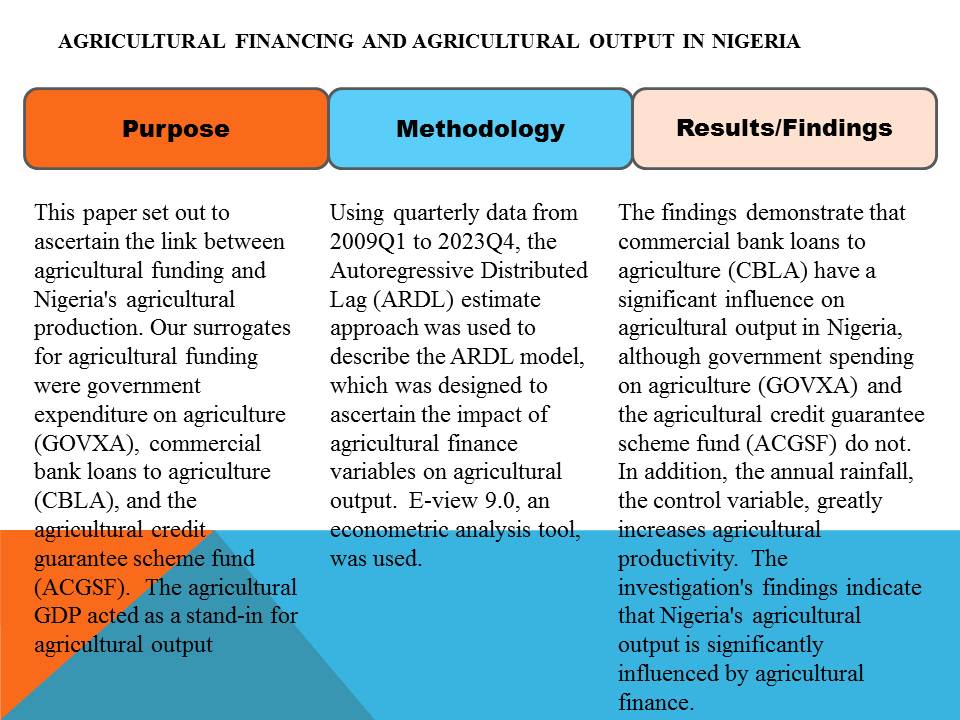 AGRICULTURAL FINANCING AND AGRICULTURAL OUTPUT IN NIGERIA
Purpose
Methodology
Results/Findings
This paper set out to
ascertain the link between
agricultural funding and
Nigeria's agricultural
production. Our surrogates
for agricultural funding
were government
expenditure on agriculture
(GOVXA), commercial
bank loans to agriculture
(CBLA), and the
agricultural credit
guarantee scheme fund
(ACGSF).  The agricultural
GDP acted as a stand-in for
agricultural output
Using quarterly data from
2009Q1 to 2023Q4, the
Autoregressive Distributed
Lag (ARDL) estimate
approach was used to
describe the ARDL model,
which was designed to
ascertain the impact of
agricultural finance
variables on agricultural
output.  E-view 9.0, an
econometric analysis tool,
was used.
The findings demonstrate that
commercial bank loans to
agriculture (CBLA) have a
significant influence on
agricultural output in Nigeria,
although government spending
on agriculture (GOVXA) and
the agricultural credit guarantee
scheme fund (ACGSF) do not.
In addition, the annual rainfall,
the control variable, greatly
increases agricultural
productivity.  The
investigation's findings indicate
that Nigeria's agricultural
output is significantly
influenced by agricultural
finance.